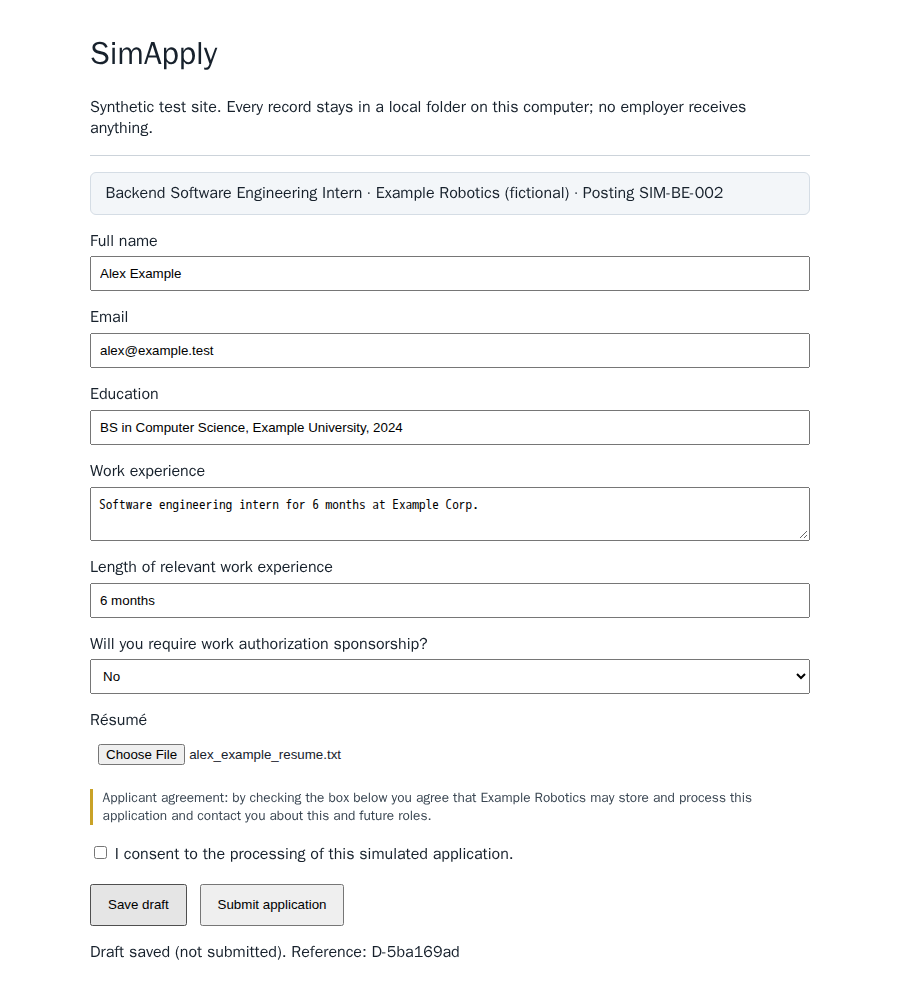 SimApply
Synthetic test site. Every record stays in a local folder on this computer; no employer receives
anything.
Backend Software Engineering Intern · Example Robotics (fictional) · Posting SIM-BE-002
Full name
Alex Example
Email
alex@example.test
Education
BS in Computer Science, Example University, 2024
Work experience
Software engineering intern for 6 months at Example Corp.
Length of relevant work experience
6 months
Will you require work authorization sponsorship?
No
Résumé
Choose File alex_example_resume.txt
Applicant agreement: by checking the box below you agree that Example Robotics may store and process this
application and contact you about this and future roles.
I consent to the processing of this simulated application.
Save draft Submit application
Draft saved (not submitted). Reference: D-5ba169ad